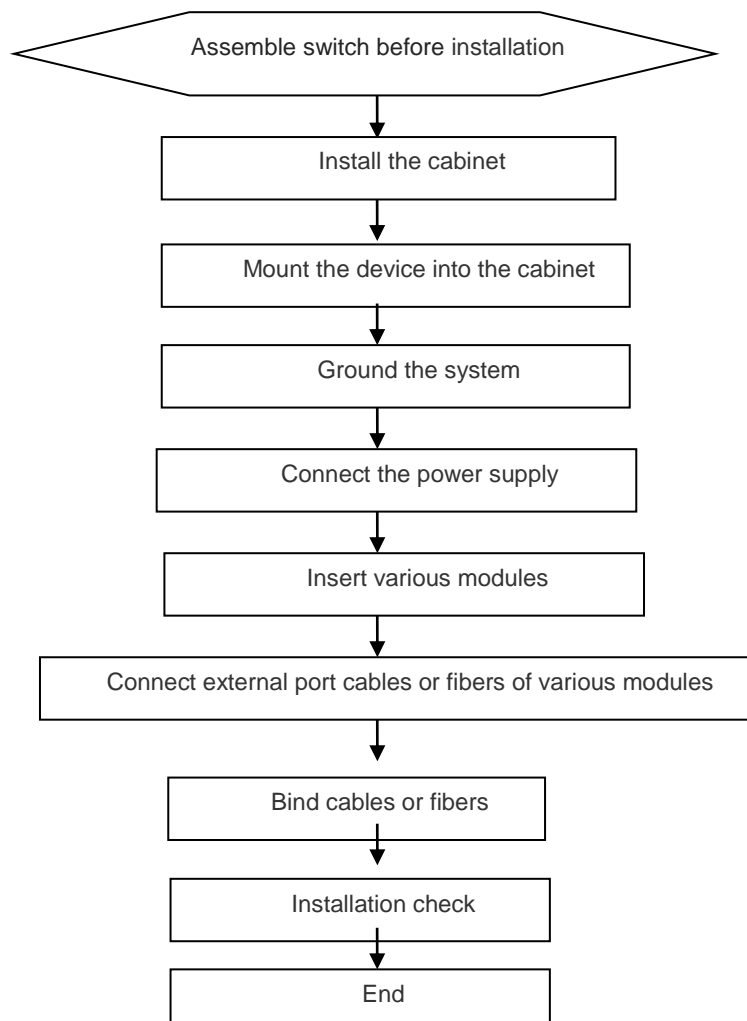 Assemble switch before installation
Install the cabinet
Mount the device into the cabinet
Ground the system
Connect the power supply
Insert various modules
Connect external port cables or fibers of various modules
Bind cables or fibers
Installation check
End